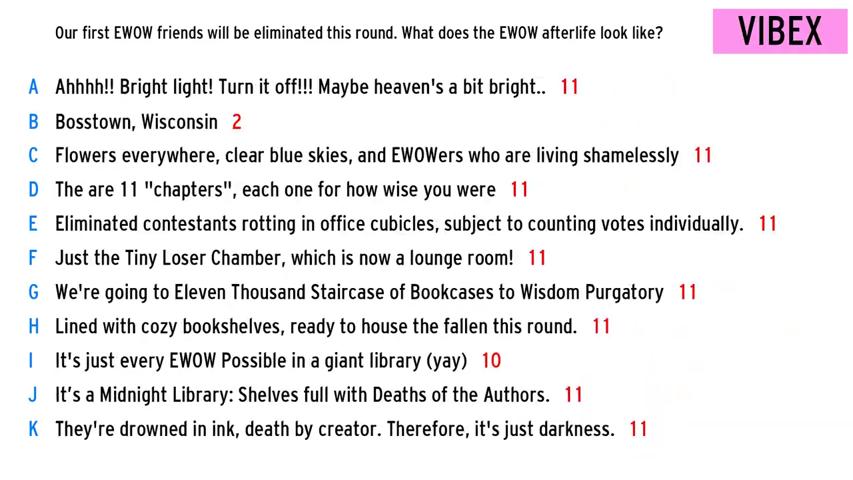 Our first EWOW friends will be eliminated this round. What does the EWOW afterlife look like?
VIBEX
A Ahhhh!! Bright light! Turn it off!!! Maybe heaven's a bit bright.. 11
B Bosstown, Wisconsin 2
C Flowers everywhere, clear blue skies, and EWOWers who are living shamelessly 11
D The are 11 "chapters", each one for how wise you were 11
E Eliminated contestants rotting in office cubicles, subject to counting votes individually. 11
F Just the Tiny Loser Chamber, which is now a lounge room! 11
G We're going to Eleven Thousand Staircase of Bookcases to Wisdom Purgatory 11
H Lined with cozy bookshelves, ready to house the fallen this round. 11
I It's just every EWOW Possible in a giant library (yay) 10
J It’s a Midnight Library: Shelves full with Deaths of the Authors. 11
K They're drowned in ink, death by creator. Therefore, it's just darkness. 11